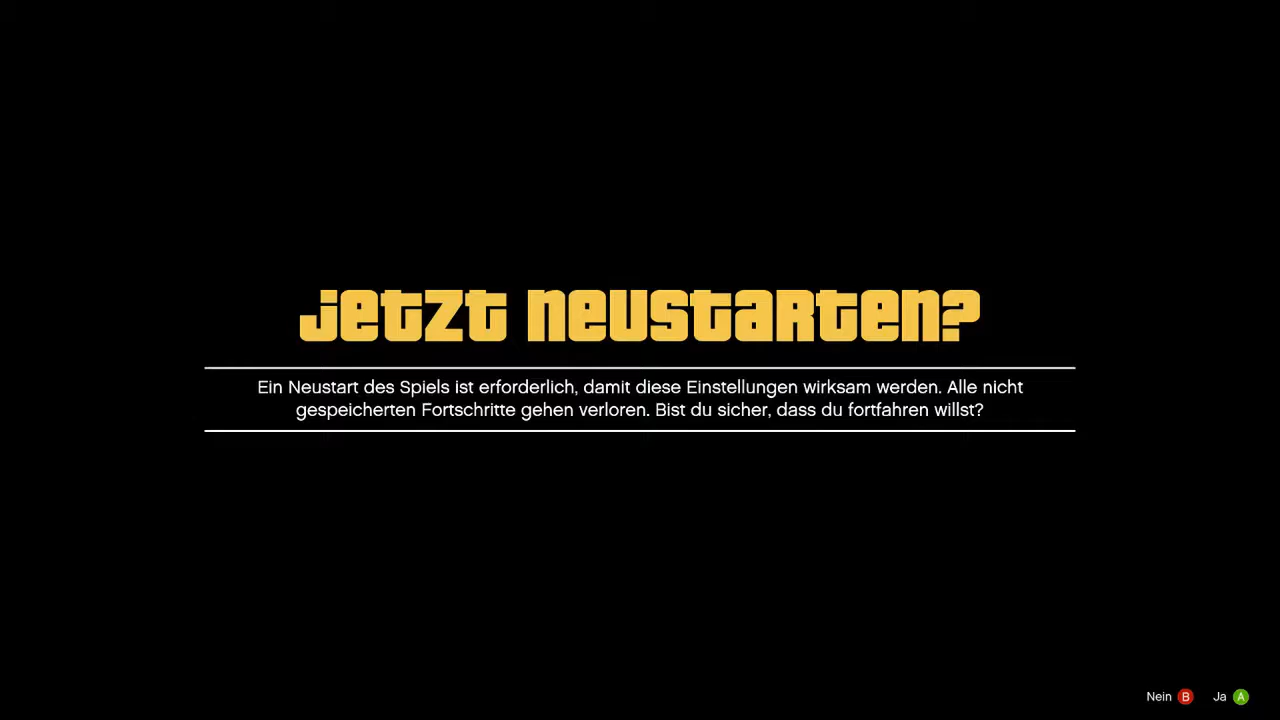 Jetzt neustarten?
Ein Neustart des Spiels ist erforderlich, damit diese Einstellungen wirksam werden. Alle nicht
gespeicherten Fortschritte gehen verloren. Bist du sicher, dass du fortfahren willst?
Nein B Ja A